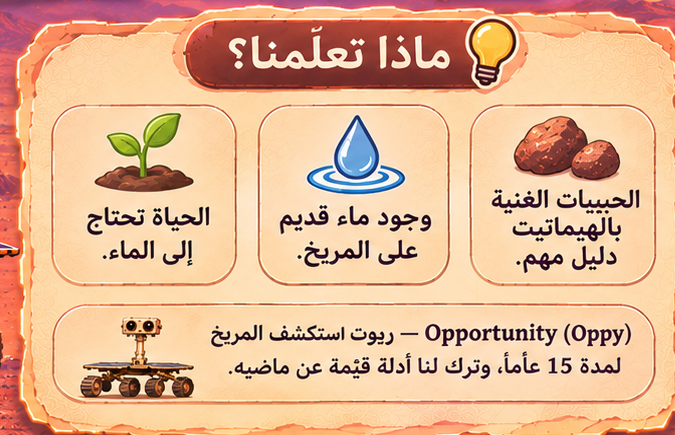 ماذا تعلّمنا؟
الحبيبات الغنية
بالهيماتيت
دليل مهم.
وجود ماء قديم
على المريخ.
الحياة تحتاج
إلى الماء.
Opportunity (Oppy) — ربوت استكشف المريخ
لمدة 15 عأمأ، وترك لنا أدلة قيّمة عن ماضيه.